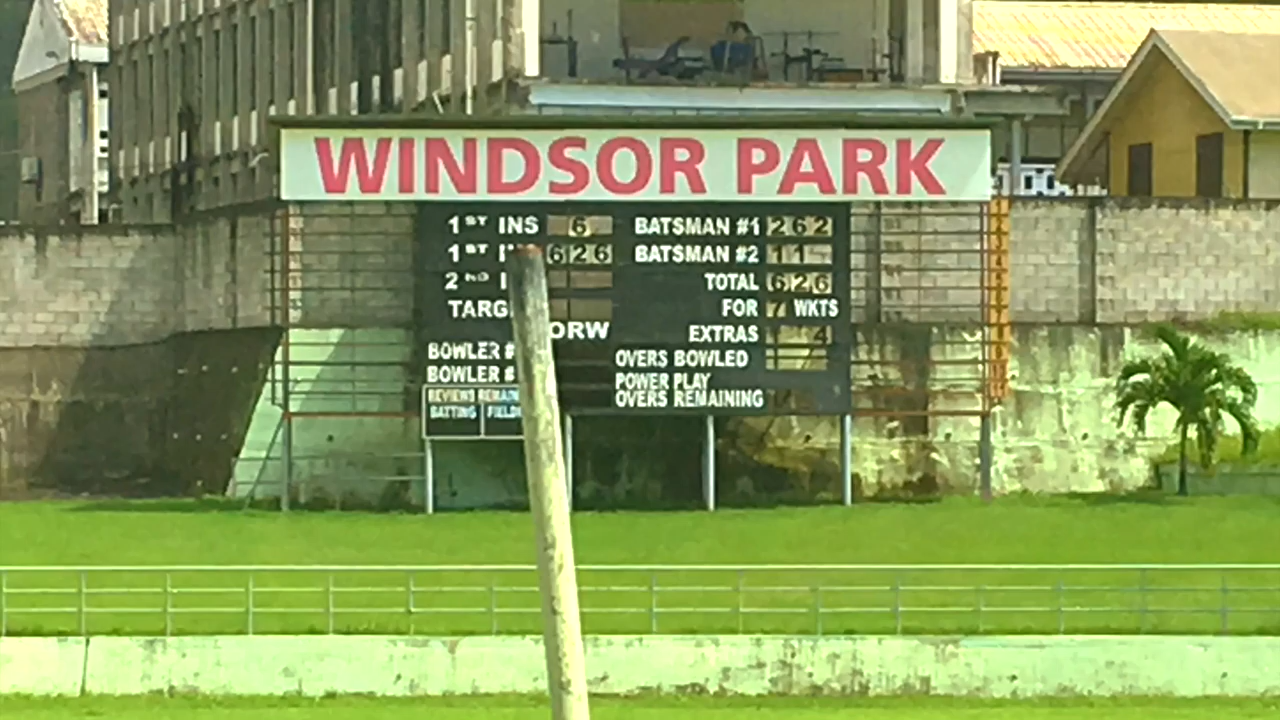 WINDSOR PARK
1ST INS 6
1ST 626
2ND
BOWLER #
BOWLER #
REVIEWS
BATTING
BATSMAN #1 262
BATSMAN #2 11
TOTAL 626
FOR 7 WKTS
EXTRAS 4
OVERS BOWLED
POWER PLAY
OVERS REMAINING